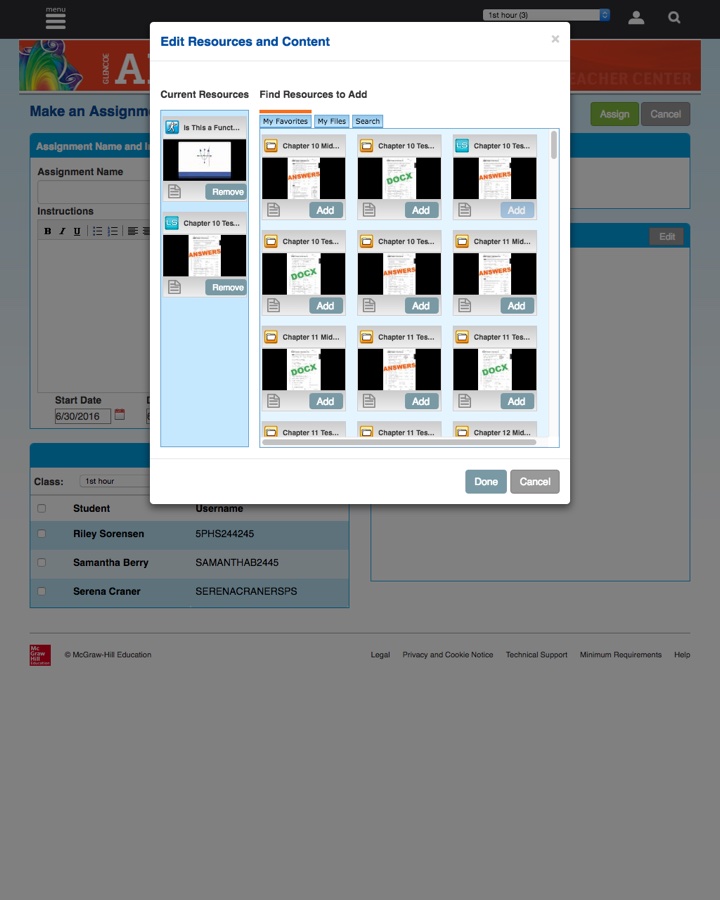 menu
1st hour (3)
Edit Resources and Content
×
GLENCOE
A
EACHER CENTER
Make an Assignm
Assign
Cancel
Current Resources
Find Resources to Add
My Favorites
My Files
Search
Assignment Name and I
Assignment Name
Instructions
B I U
Edit
Is This a Funct...
Remove
Chapter 10 Tes...
ANSWERS
Remove
Chapter 10 Mid...
ANSWERS
Add
Chapter 10 Tes...
DOCX
Add
Chapter 10 Tes...
ANSWERS
Add
Chapter 10 Tes...
DOCX
Add
Chapter 10 Tes...
ANSWERS
Add
Chapter 11 Mid...
ANSWERS
Add
Chapter 11 Mid...
DOCX
Add
Chapter 11 Tes...
ANSWERS
Add
Chapter 11 Tes...
DOCX
Add
Chapter 11 Tes...
Chapter 11 Tes...
Chapter 12 Mid...
Start Date
D
6/30/2016
6
Done
Cancel
Class:
1st hour
Student
Username
Riley Sorensen
5PHS244245
Samantha Berry
SAMANTHAB2445
Serena Craner
SERENACRANERSPS
Mc
Graw
Hill
Education
© McGraw-Hill Education
Legal
Privacy and Cookie Notice
Technical Support
Minimum Requirements
Help